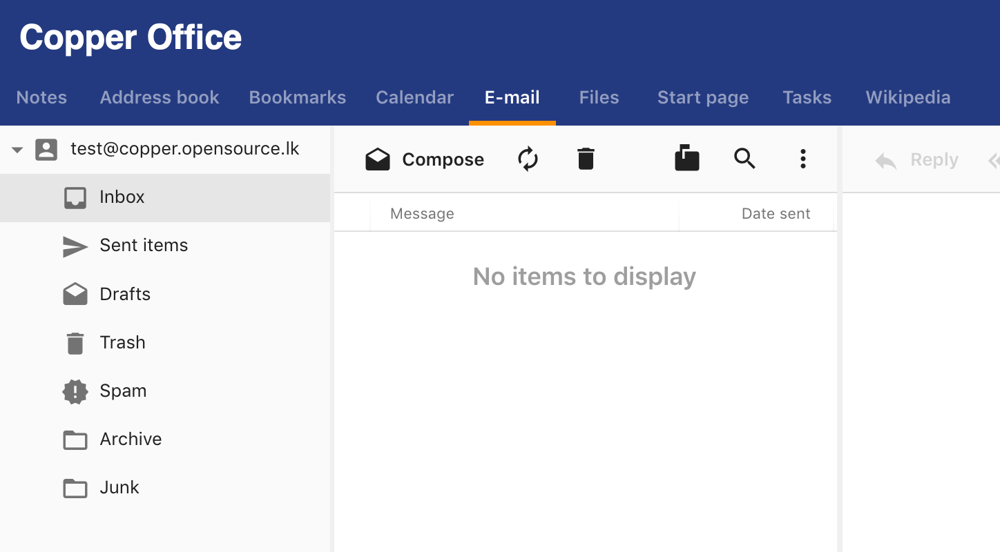 Copper Office
Notes Address book Bookmarks Calendar E-mail Files Start page Tasks Wikipedia
test@copper.opensource.lk
Compose
Reply
Inbox
Message Date sent
Sent items
No items to display
Drafts
Trash
Spam
Archive
Junk